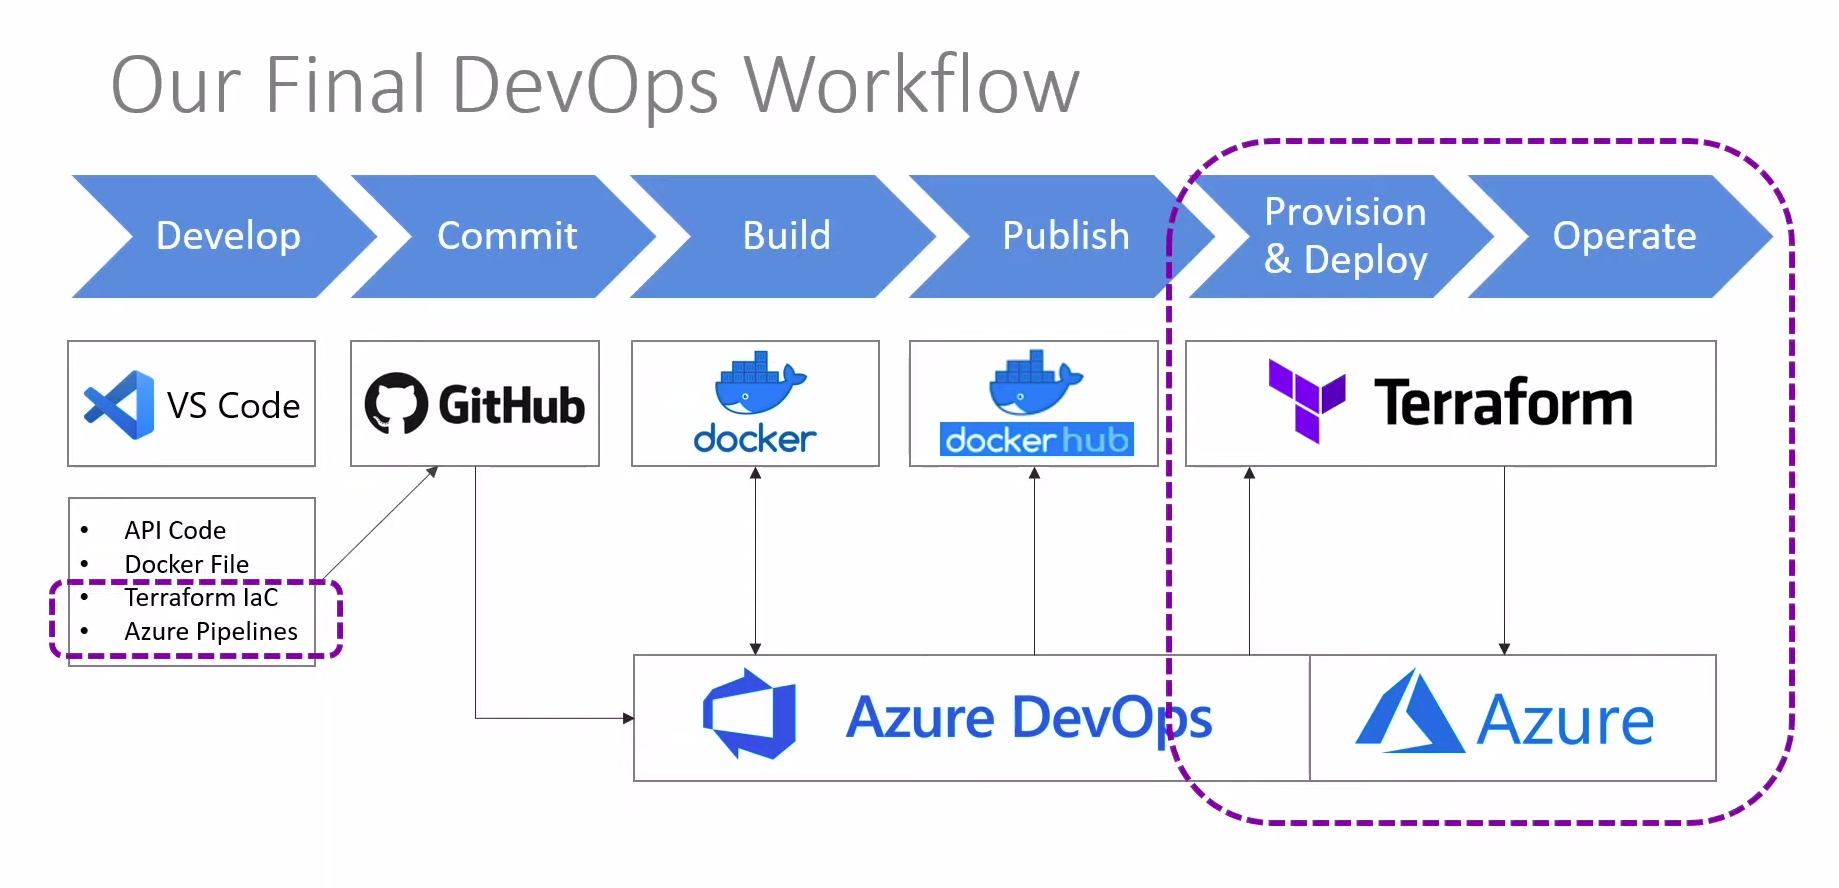 Our Final DevOps Workflow
Develop
Commit
Build
Publish
Provision
& Deploy
Operate
VS Code
GitHub
docker
docker hub
Terraform
• API Code
• Docker File
• Terraform IaC
• Azure Pipelines
Azure DevOps
Azure